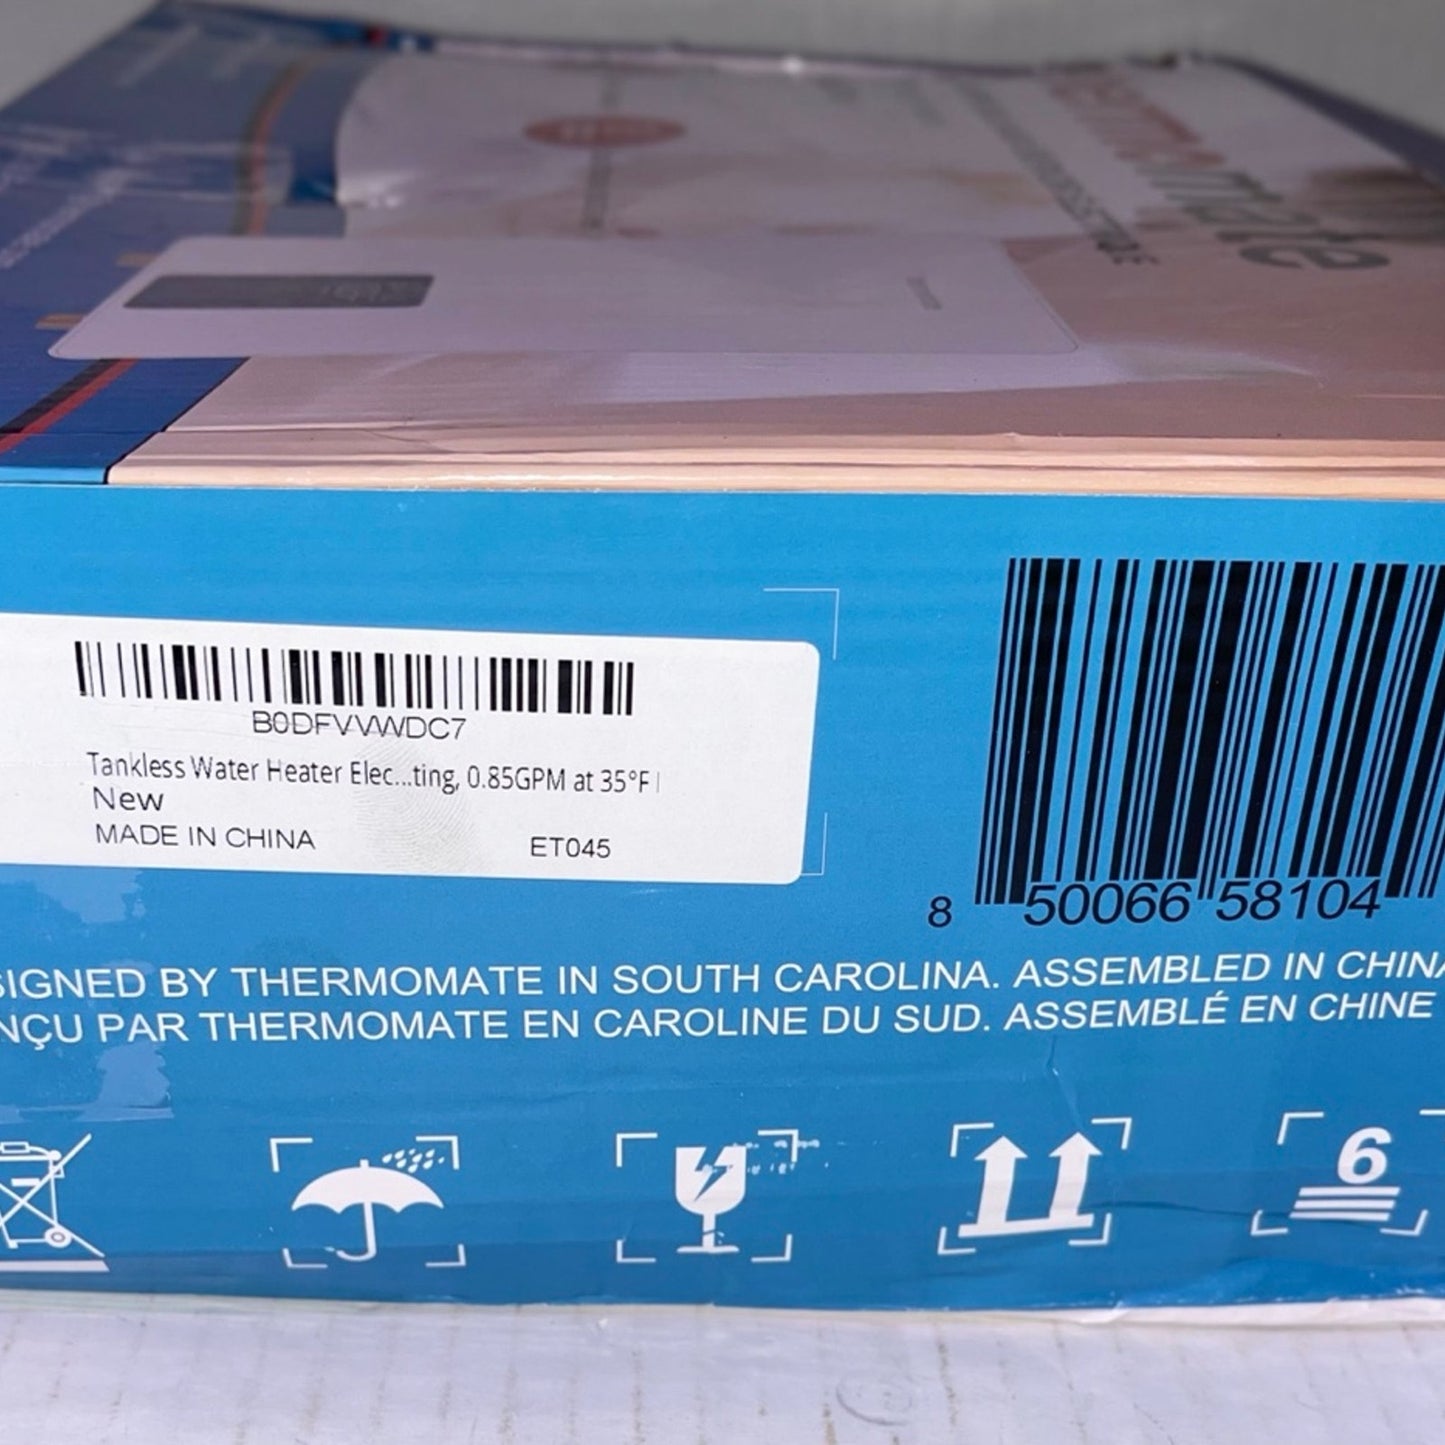 B0DFVVWDC7
Tankless Water Heater Elec...ting, 0.85GPM at 35°F
New
MADE IN CHINA ET045
8 50066 58104
SIGNED BY THERMOMATE IN SOUTH CAROLINA. ASSEMBLED IN CHINA
NÇU PAR THERMOMATE EN CAROLINE DU SUD. ASSEMBLÉ EN CHINE
6